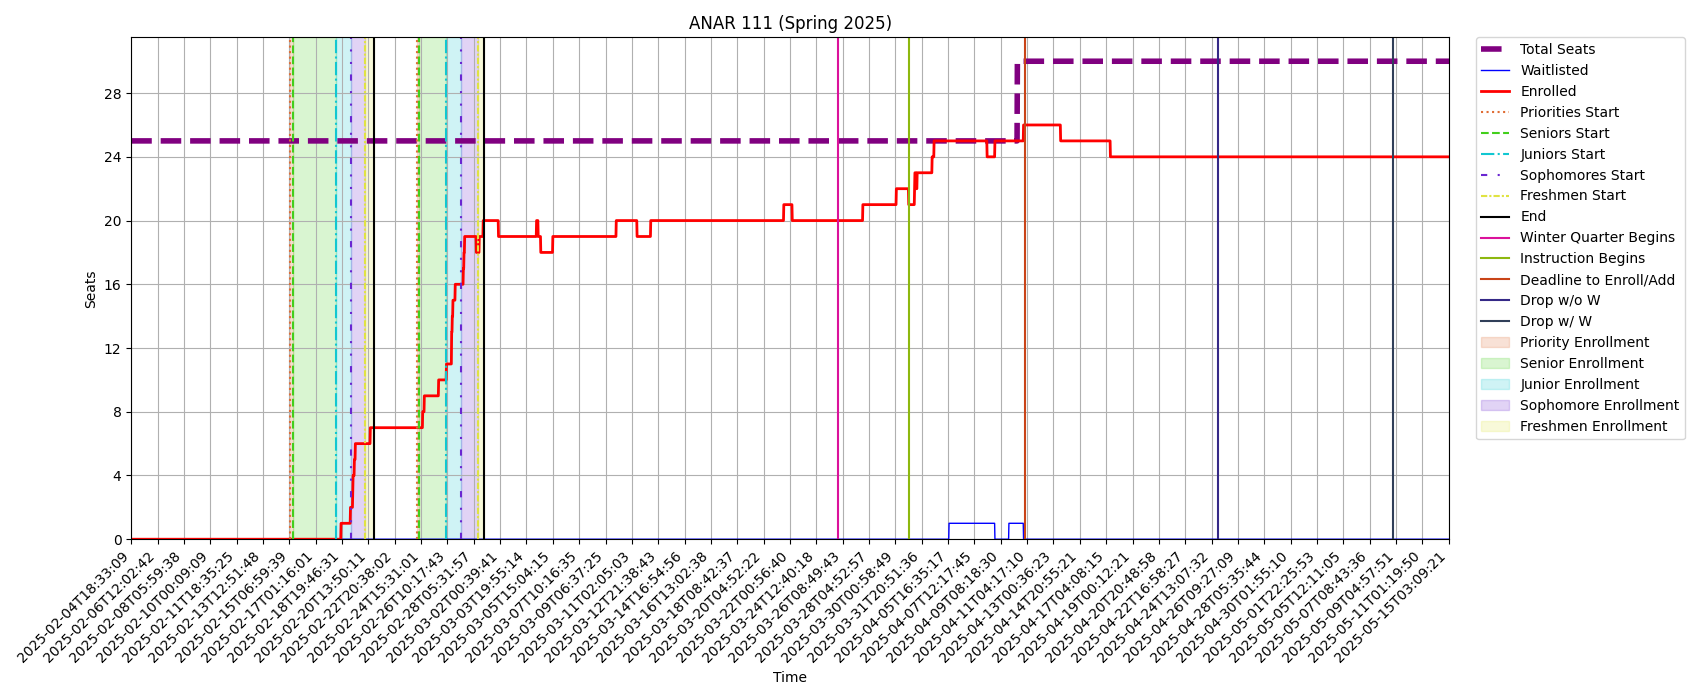 ANAR 111 (Spring 2025)
Seats
28
24
20
16
12
8
4
0
2025-02-04T18:33:09
2025-02-06T12:02:42
2025-02-08T05:59:38
2025-02-10T00:09:09
2025-02-11T18:35:25
2025-02-13T12:51:48
2025-02-15T06:59:39
2025-02-17T01:16:01
2025-02-18T19:46:31
2025-02-20T13:50:11
2025-02-22T20:38:02
2025-02-24T15:31:01
2025-02-26T10:17:43
2025-02-28T05:31:57
2025-03-02T00:39:41
2025-03-03T19:55:14
2025-03-05T15:04:15
2025-03-07T10:16:35
2025-03-09T06:37:25
2025-03-11T02:05:03
2025-03-12T21:38:43
2025-03-14T16:54:56
2025-03-16T13:02:38
2025-03-18T08:42:37
2025-03-20T04:52:22
2025-03-22T00:56:40
2025-03-24T12:40:18
2025-03-26T08:49:43
2025-03-28T04:52:57
2025-03-30T00:58:49
2025-03-31T20:51:36
2025-04-05T16:35:17
2025-04-07T12:17:45
2025-04-09T08:18:30
2025-04-11T04:17:10
2025-04-13T00:36:23
2025-04-14T20:55:21
2025-04-17T04:08:15
2025-04-19T00:12:21
2025-04-20T20:48:58
2025-04-22T16:58:27
2025-04-24T13:07:32
2025-04-26T09:27:09
2025-04-28T05:35:44
2025-04-30T01:55:10
2025-05-01T22:25:53
2025-05-05T12:11:05
2025-05-07T08:43:36
2025-05-09T04:57:51
2025-05-11T01:19:50
2025-05-15T03:09:21
Time
Total Seats
Waitlisted
Enrolled
Priorities Start
Seniors Start
Juniors Start
Sophomores Start
Freshmen Start
End
Winter Quarter Begins
Instruction Begins
Deadline to Enroll/Add
Drop w/o W
Drop w/ W
Priority Enrollment
Senior Enrollment
Junior Enrollment
Sophomore Enrollment
Freshmen Enrollment